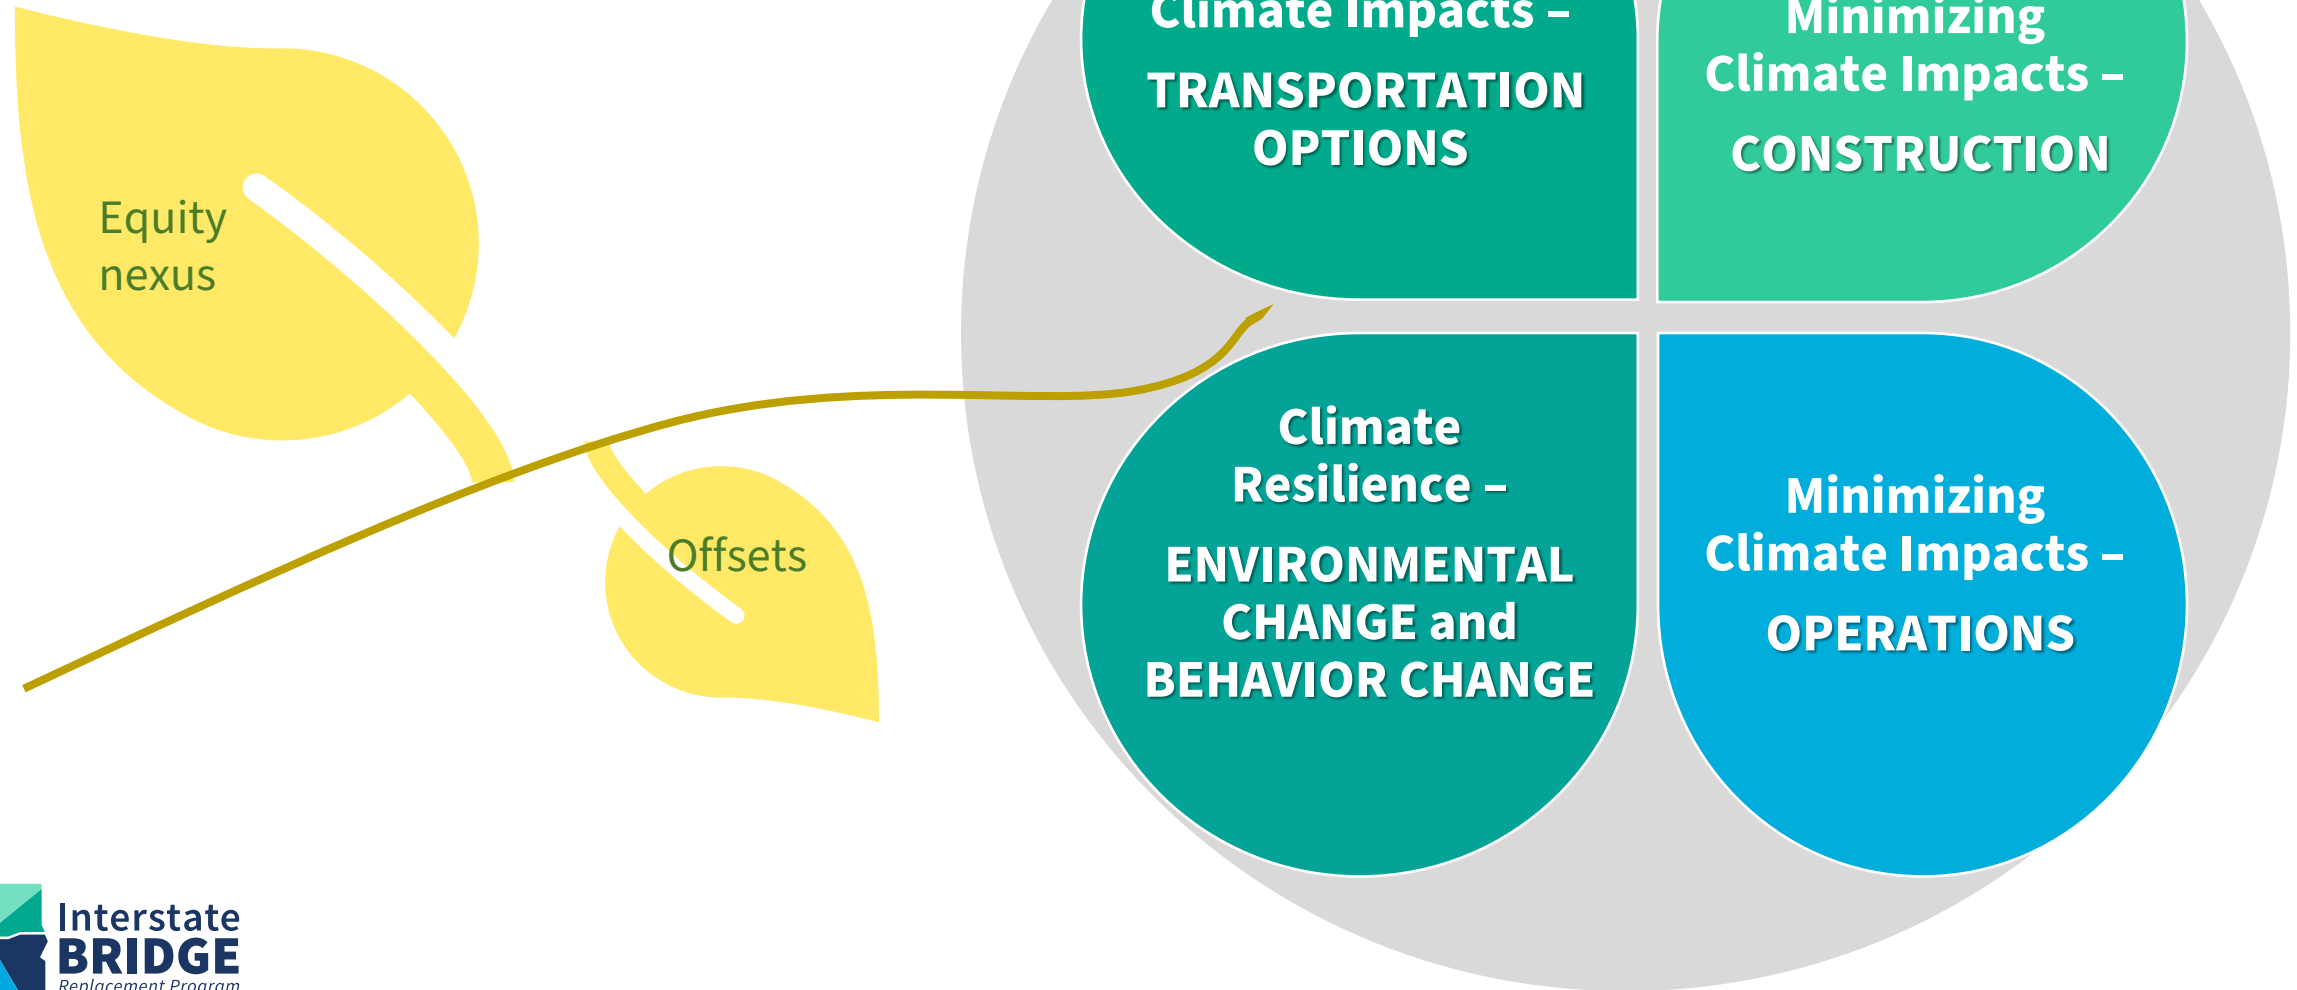 Climate Impacts –
TRANSPORTATION
OPTIONS
Minimizing
Climate Impacts –
CONSTRUCTION
Equity
nexus
Offsets
Climate
Resilience –
ENVIRONMENTAL
CHANGE and
BEHAVIOR CHANGE
Minimizing
Climate Impacts –
OPERATIONS
Interstate
BRIDGE
Replacement Program